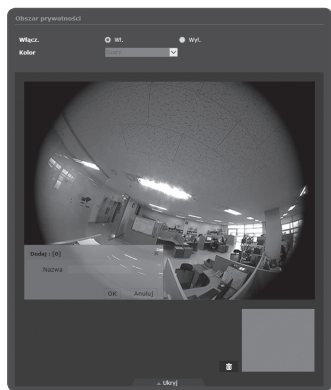 Obszar prywatności
Włącz. Wł. Wył.
Kolor
Dodaj : [0]
Nazwa
OK Anuluj
Ukryj